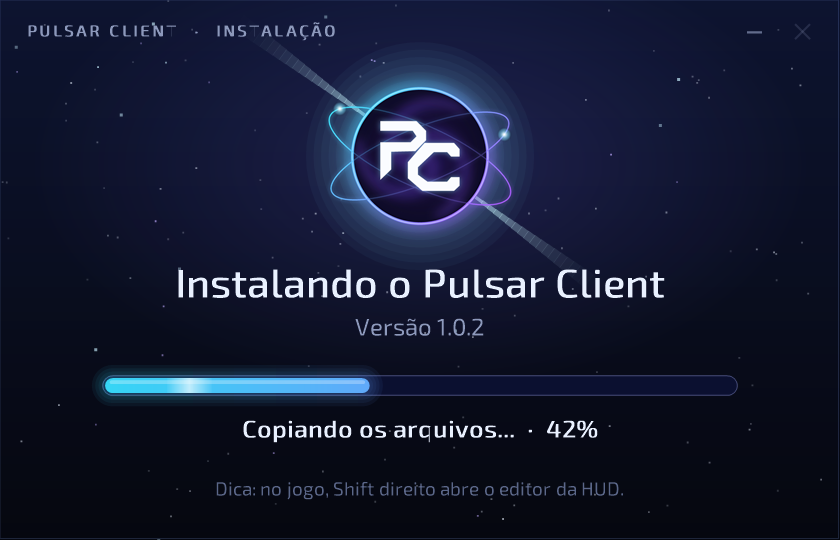 PULSAR CLIENT · INSTALAÇÃO
PC
Instalando o Pulsar Client
Versão 1.0.2
Copiando os arquivos... · 42%
Dica: no jogo, Shift direito abre o editor da HUD.